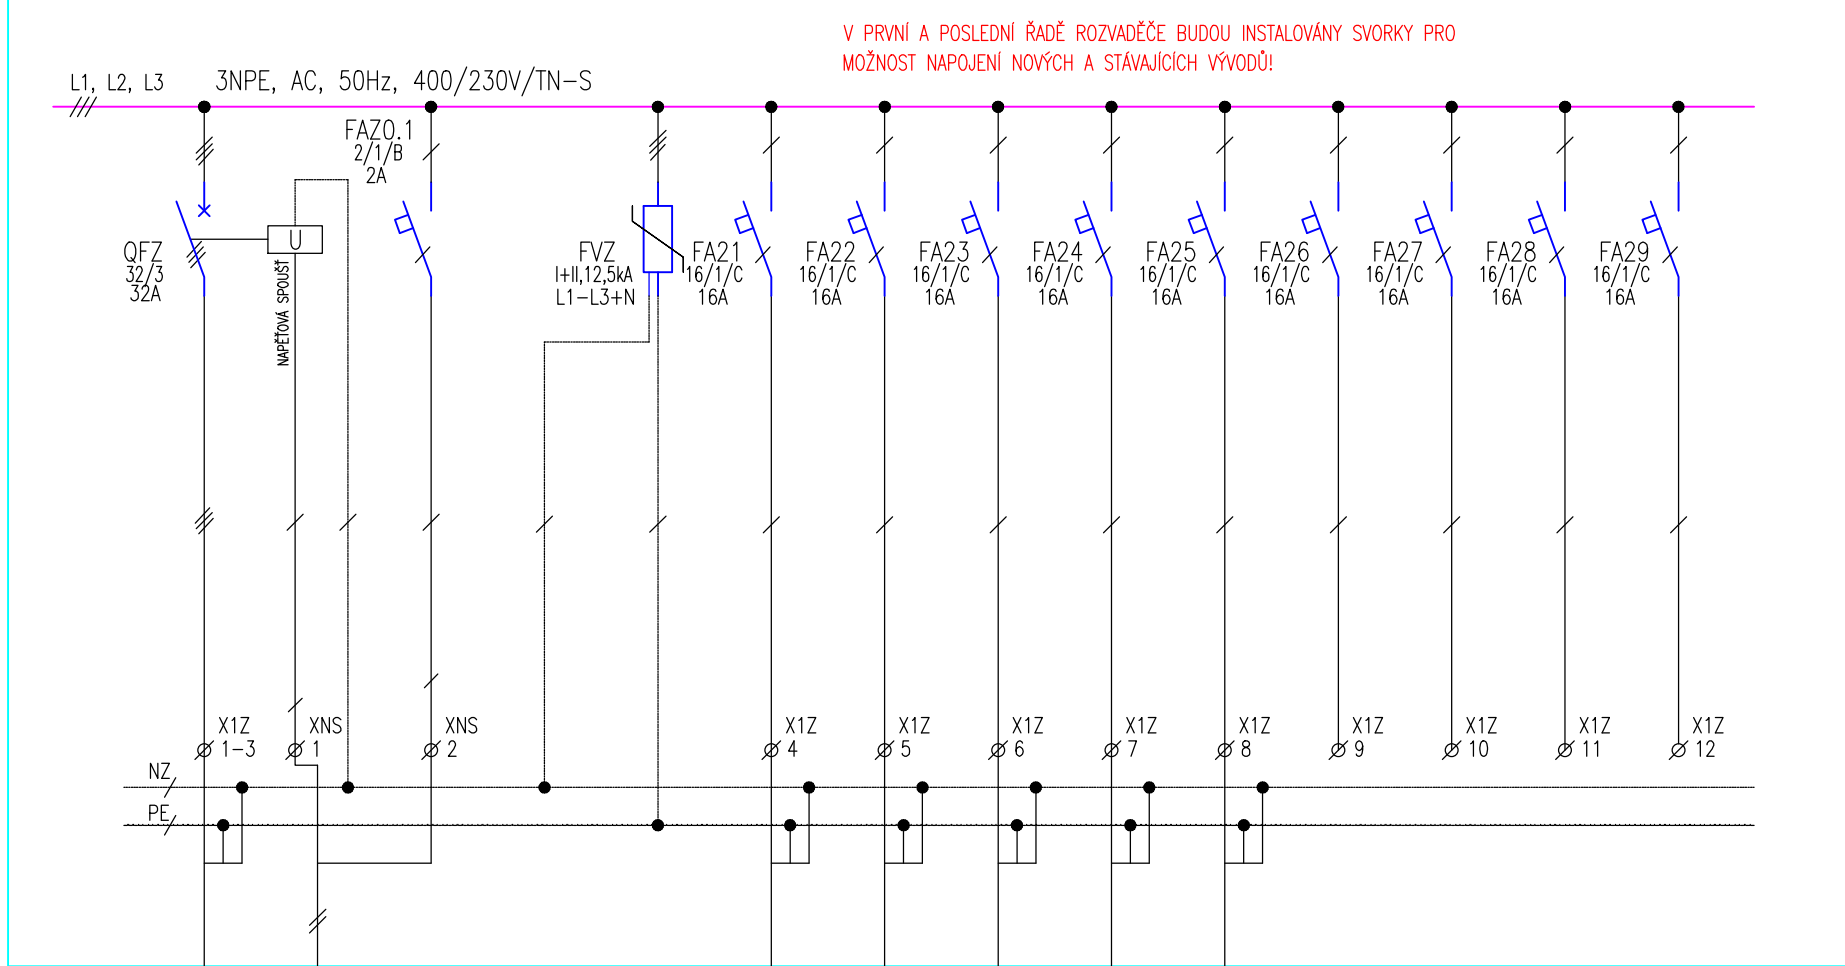 V PRVNÍ A POSLEDNÍ ŘADĚ ROZVADĚČE BUDOU INSTALOVÁNY SVORKY PRO
MOŽNOST NAPOJENÍ NOVÝCH A STÁVAJÍCÍCH VÝVODŮ!
L1, L2, L3
3NPE, AC, 50Hz, 400/230V/TN-S
FAZ0.1
2/1/B
2A
QFZ
32/3
32A
U
NAPĚŤOVÁ SPOUŠŤ
FVZ
I+II,12,5kA
L1-L3+N
FA21
16/1/C
16A
FA22
16/1/C
16A
FA23
16/1/C
16A
FA24
16/1/C
16A
FA25
16/1/C
16A
FA26
16/1/C
16A
FA27
16/1/C
16A
FA28
16/1/C
16A
FA29
16/1/C
16A
X1Z
1-3
XNS
1
XNS
2
X1Z
4
X1Z
5
X1Z
6
X1Z
7
X1Z
8
X1Z
9
X1Z
10
X1Z
11
X1Z
12
NZ
PE